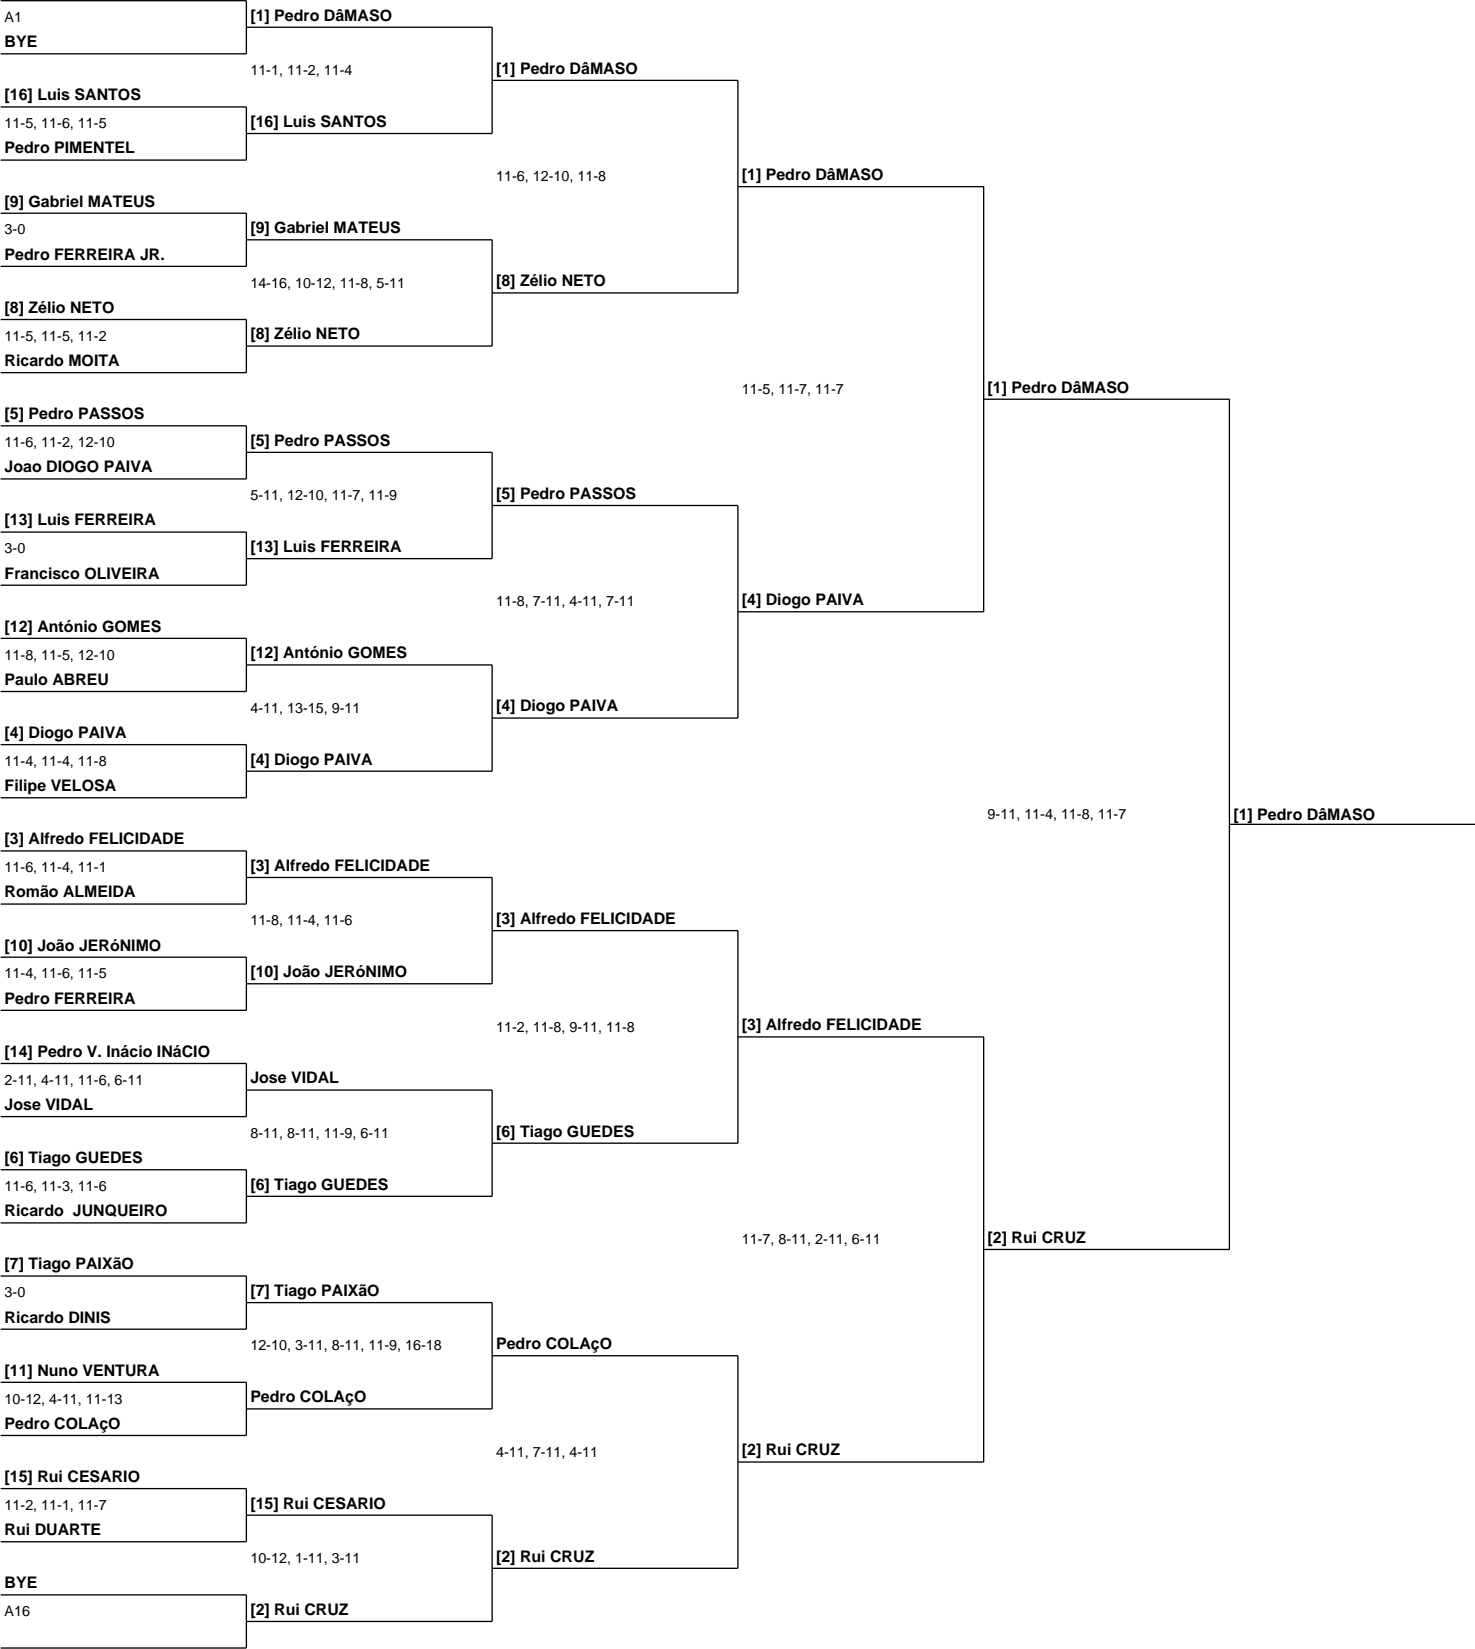 A1
BYE
[16] Luis SANTOS
11-5, 11-6, 11-5
Pedro PIMENTEL
[9] Gabriel MATEUS
3-0
Pedro FERREIRA JR.
[8] Zélio NETO
11-5, 11-5, 11-2
Ricardo MOITA
[5] Pedro PASSOS
11-6, 11-2, 12-10
Joao DIOGO PAIVA
[13] Luis FERREIRA
3-0
Francisco OLIVEIRA
[12] António GOMES
11-8, 11-5, 12-10
Paulo ABREU
[4] Diogo PAIVA
11-4, 11-4, 11-8
Filipe VELOSA
[3] Alfredo FELICIDADE
11-6, 11-4, 11-1
Romão ALMEIDA
[10] João JERóNIMO
11-4, 11-6, 11-5
Pedro FERREIRA
[14] Pedro V. Inácio INáCIO
2-11, 4-11, 11-6, 6-11
Jose VIDAL
[6] Tiago GUEDES
11-6, 11-3, 11-6
Ricardo  JUNQUEIRO
[7] Tiago PAIXãO
3-0
Ricardo DINIS
[11] Nuno VENTURA
10-12, 4-11, 11-13
Pedro COLAçO
[15] Rui CESARIO
11-2, 11-1, 11-7
Rui DUARTE
BYE
A16
[1] Pedro DâMASO
11-1, 11-2, 11-4
[16] Luis SANTOS
[9] Gabriel MATEUS
14-16, 10-12, 11-8, 5-11
[8] Zélio NETO
[5] Pedro PASSOS
5-11, 12-10, 11-7, 11-9
[13] Luis FERREIRA
[12] António GOMES
4-11, 13-15, 9-11
[4] Diogo PAIVA
[3] Alfredo FELICIDADE
11-8, 11-4, 11-6
[10] João JERóNIMO
Jose VIDAL
8-11, 8-11, 11-9, 6-11
[6] Tiago GUEDES
[7] Tiago PAIXãO
12-10, 3-11, 8-11, 11-9, 16-18
Pedro COLAçO
[15] Rui CESARIO
10-12, 1-11, 3-11
[2] Rui CRUZ
[1] Pedro DâMASO
11-6, 12-10, 11-8
[8] Zélio NETO
[5] Pedro PASSOS
11-8, 7-11, 4-11, 7-11
[4] Diogo PAIVA
[3] Alfredo FELICIDADE
11-2, 11-8, 9-11, 11-8
[6] Tiago GUEDES
Pedro COLAçO
4-11, 7-11, 4-11
[2] Rui CRUZ
[1] Pedro DâMASO
11-5, 11-7, 11-7
[4] Diogo PAIVA
[3] Alfredo FELICIDADE
11-7, 8-11, 2-11, 6-11
[2] Rui CRUZ
[1] Pedro DâMASO
9-11, 11-4, 11-8, 11-7
[2] Rui CRUZ
[1] Pedro DâMASO